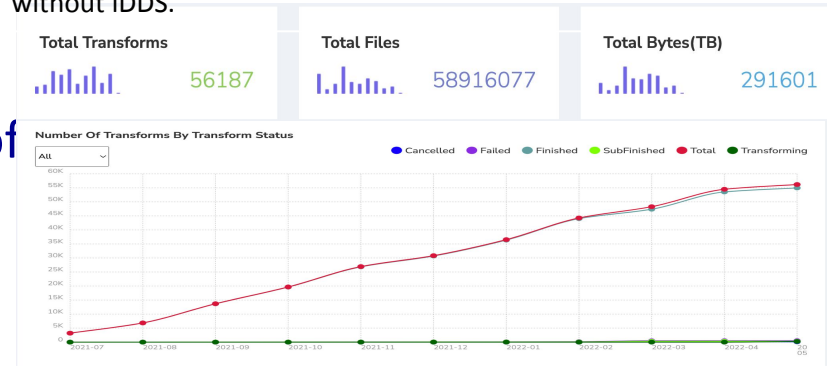 without iDDS.
Total Transforms
Total Files
Total Bytes(TB)
56187
58916077
291601
of
Number Of Transforms By Transform Status
All
Cancelled
Failed
Finished
SubFinished
Total
Transforming
60K
55K
50K
45K
40K
35K
30K
25K
20K
15K
10K
5K
0
2021-07
2021-08
2021-09
2021-10
2021-11
2021-12
2022-01
2022-02
2022-03
2022-04
20
05